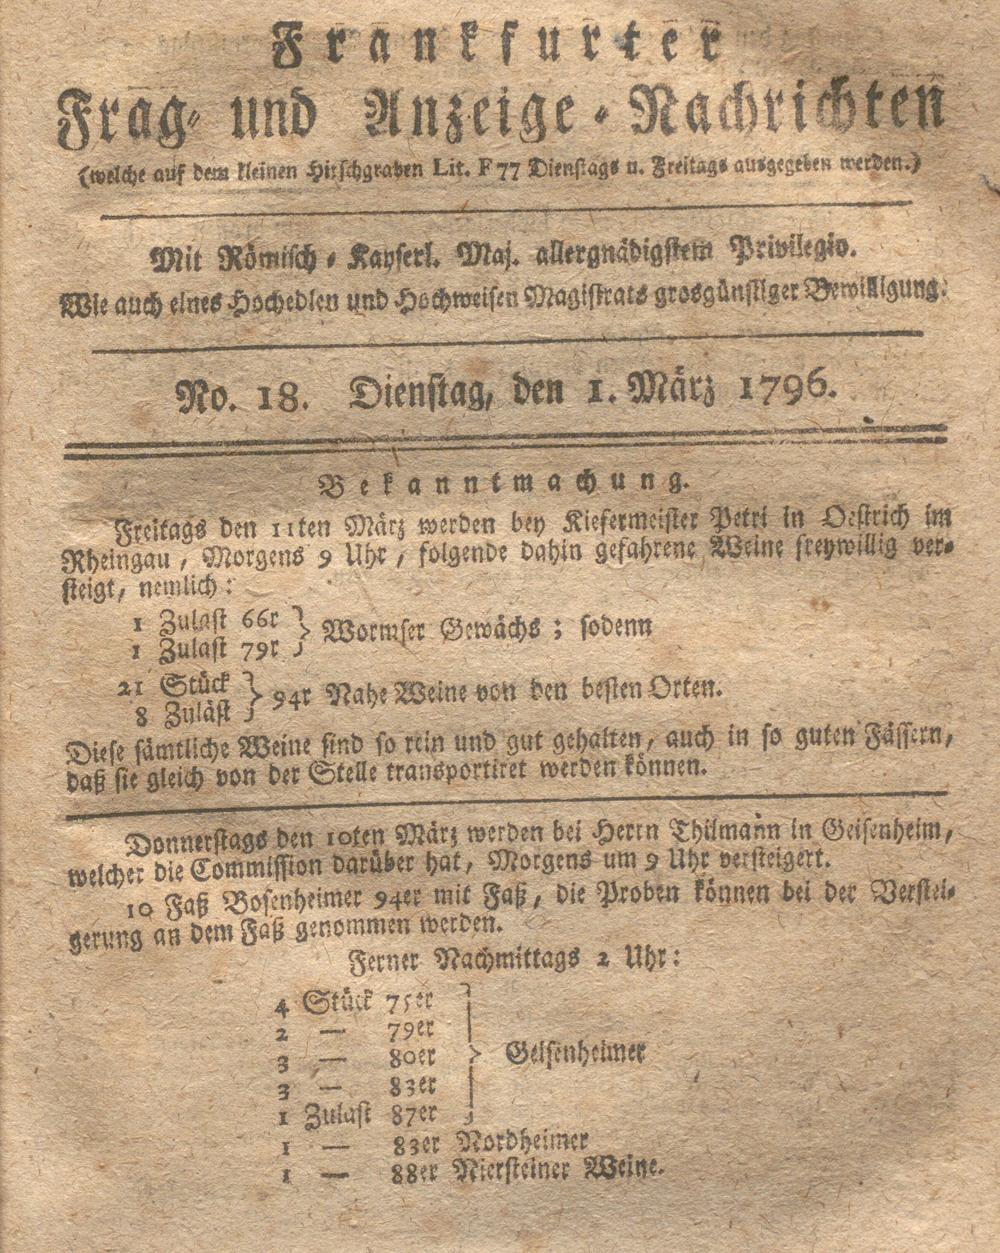 Frankfurter
Frag- und Anzeige-Nachrichten
(welche auf dem kleinen Hirschgraben Lit. F 77 Dienstags u. Freitags ausgegeben werden.)
Mit Römisch-Kayserl. Maj. allergnädigstem Privilegio.
Wie auch eines Hochedlen und Hochweisen Magistrats grosgünstiger Bewilligung.
No. 18. Dienstag, den 1. März 1796.
Bekanntmachung.
Freitags den 11ten März werden bey Kiefermeister Petri in Oestrich im
Rheingau, Morgens 9 Uhr, folgende dahin gefahrene Weine freywillig ver-
steigt, nemlich:
1 Zulast 66r
1 Zulast 79r } Wormser Gewächs; sodenn
21 Stück
8 Zuläst } 94r Nahe Weine von den besten Orten.
Diese sämtliche Weine sind so rein und gut gehalten, auch in so guten Fässern,
daß sie gleich von der Stelle transportiret werden können.
Donnerstags den 10ten März werden bei Herrn Thilmann in Geisenheim,
welcher die Commission darüber hat, Morgens um 9 Uhr versteigert.
10 Faß Bosenheimer 94er mit Faß, die Proben können bei der Verstei-
gerung an dem Faß genommen werden.
Ferner Nachmittags 2 Uhr:
4 Stück 75er
2 — 79er
3 — 80er } Geisenheimer
3 — 83er
1 Zulast 87er
1 — 83er Nordheimer
1 — 88er Niersteiner Weine.